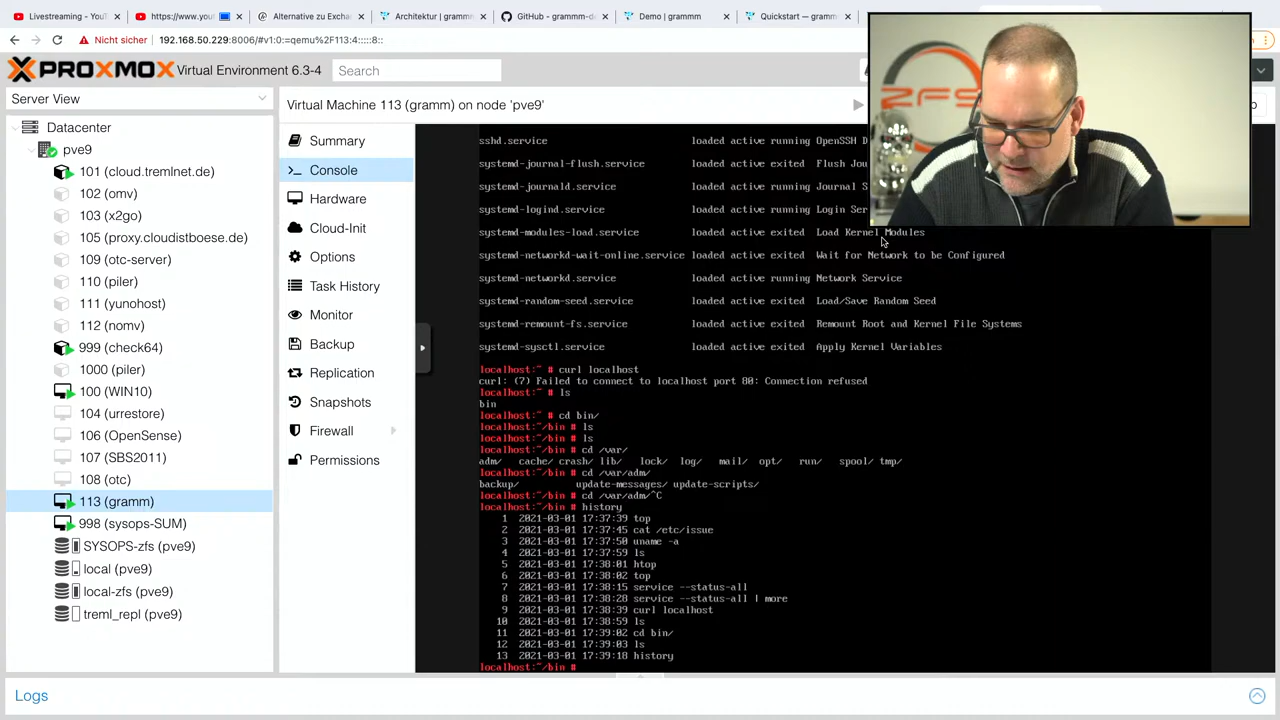 Livestreaming /
https://www.yout
Alternative zu Excha
Architektur | gramm
GitHub - grammm-d
Demo | grammm
Quickstart — gramm
Nicht sicher
192.168.50.229:8006/#v1:0:=qemu%2F113:4::::8::
PROXMOX Virtual Environment 6.3-4
Search
Server View
Datacenter
pve9
101 (cloud.tremlnet.de)
102 (omv)
103 (x2go)
105 (proxy.cloudistboese.de)
109 (otc-server)
110 (piler)
111 (yunohost)
112 (nomv)
999 (check64)
1000 (piler)
100 (WIN10)
104 (urrestore)
106 (OpenSense)
107 (SBS2011)
108 (otc)
113 (gramm)
998 (sysops-SUM)
SYSOPS-zfs (pve9)
local (pve9)
local-zfs (pve9)
treml_repl (pve9)
Virtual Machine 113 (gramm) on node 'pve9'
Summary
Console
Hardware
Cloud-Init
Options
Task History
Monitor
Backup
Replication
Snapshots
Firewall
Permissions
sshd.service loaded active running OpenSSH D
systemd-journal-flush.service loaded active exited Flush Jou
systemd-journald.service loaded active running Journal S
systemd-logind.service loaded active running Login Ser
systemd-modules-load.service loaded active exited Load Kernel Modules
systemd-networkd-wait-online.service loaded active exited Wait for Network to be Configured
systemd-networkd.service loaded active running Network Service
systemd-random-seed.service loaded active exited Load/Save Random Seed
systemd-remount-fs.service loaded active exited Remount Root and Kernel File Systems
systemd-sysctl.service loaded active exited Apply Kernel Variables
localhost:~ # curl localhost
curl: (7) Failed to connect to localhost port 80: Connection refused
localhost:~ # ls
bin
localhost:~ # cd bin/
localhost:~/bin # ls
localhost:~/bin # ls
localhost:~/bin # cd /var/
adm/ cache/ crash/ lib/ lock/ log/ mail/ opt/ run/ spool/ tmp/
localhost:~/bin # cd /var/adm/
backup/ update-messages/ update-scripts/
localhost:~/bin # cd /var/adm/^C
localhost:~/bin # history
1 2021-03-01 17:37:39 top
2 2021-03-01 17:37:45 cat /etc/issue
3 2021-03-01 17:37:50 uname -a
4 2021-03-01 17:37:59 ls
5 2021-03-01 17:38:01 htop
6 2021-03-01 17:38:02 top
7 2021-03-01 17:38:15 service --status-all
8 2021-03-01 17:38:28 service --status-all | more
9 2021-03-01 17:38:39 curl localhost
10 2021-03-01 17:38:59 ls
11 2021-03-01 17:39:02 cd bin/
12 2021-03-01 17:39:03 ls
13 2021-03-01 17:39:18 history
localhost:~/bin #
ZFS
Logs